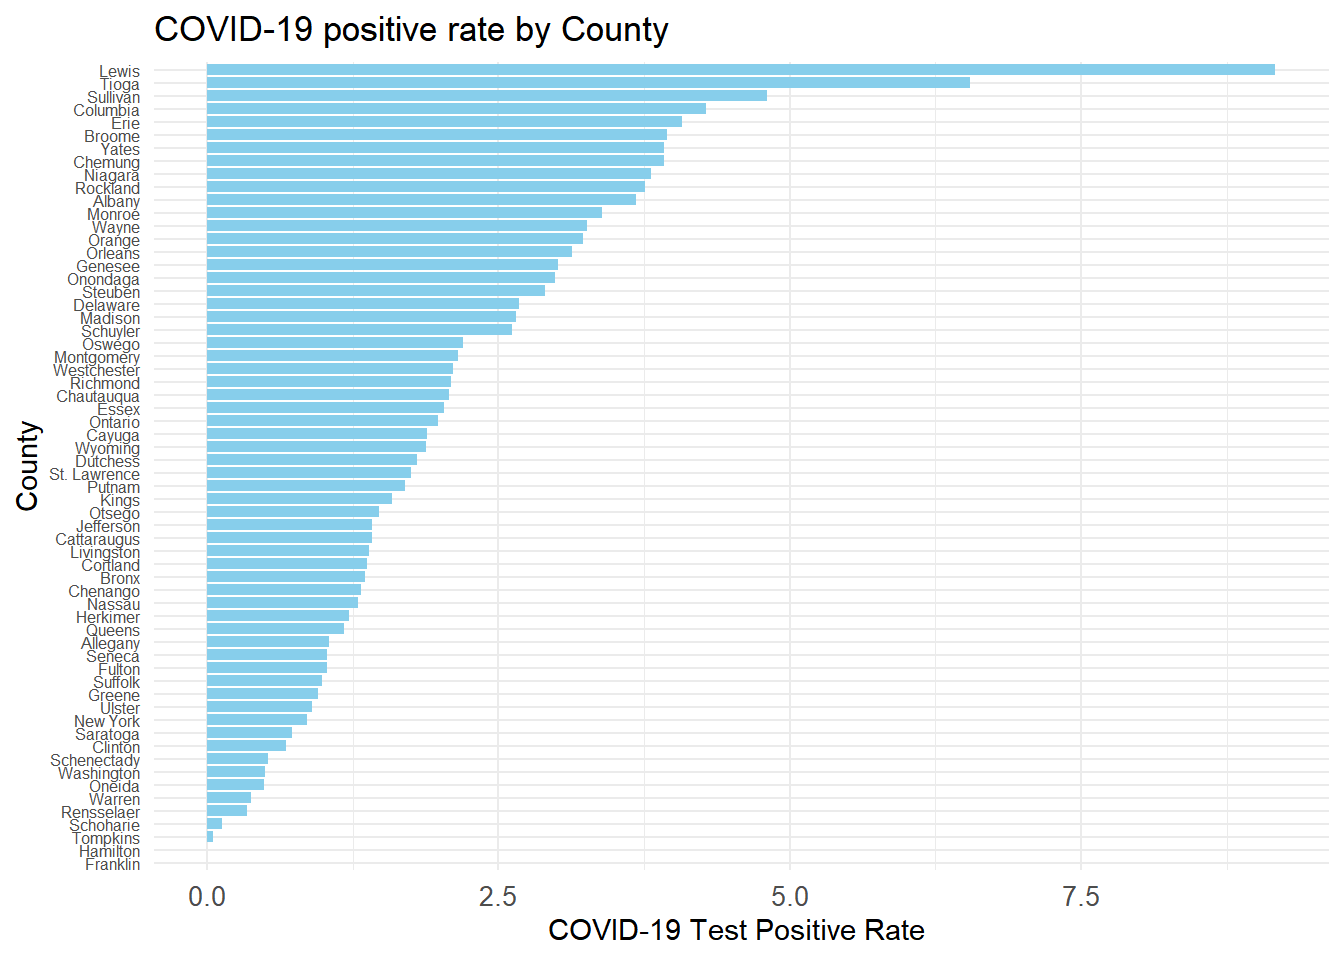 COVID-19 positive rate by County
Lewis
Tioga
Sullivan
Columbia
Erie
Broome
Yates
Chemung
Niagara
Rockland
Albany
Monroe
Wayne
Orange
Orleans
Genesee
Onondaga
Steuben
Delaware
Madison
Schuyler
Oswego
Montgomery
Westchester
Richmond
Chautauqua
Essex
Ontario
Cayuga
Wyoming
Dutchess
St. Lawrence
Putnam
Kings
Otsego
Jefferson
Cattaraugus
Livingston
Cortland
Bronx
Chenango
Nassau
Herkimer
Queens
Allegany
Seneca
Fulton
Suffolk
Greene
Ulster
New York
Saratoga
Clinton
Schenectady
Washington
Oneida
Warren
Rensselaer
Schoharie
Tompkins
Hamilton
Franklin
County
0.0 2.5 5.0 7.5
COVID-19 Test Positive Rate